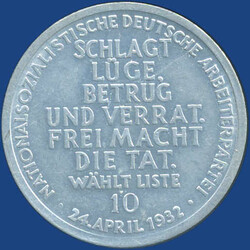 NATIONALSOZIALISTISCHE DEUTSCHE ARBEITERPARTEI
SCHLAGT
LÜGE,
BETRUG
UND VERRAT.
FREI MACHT
DIE TAT.
WÄHLT LISTE
10
· 24. APRIL 1932 ·